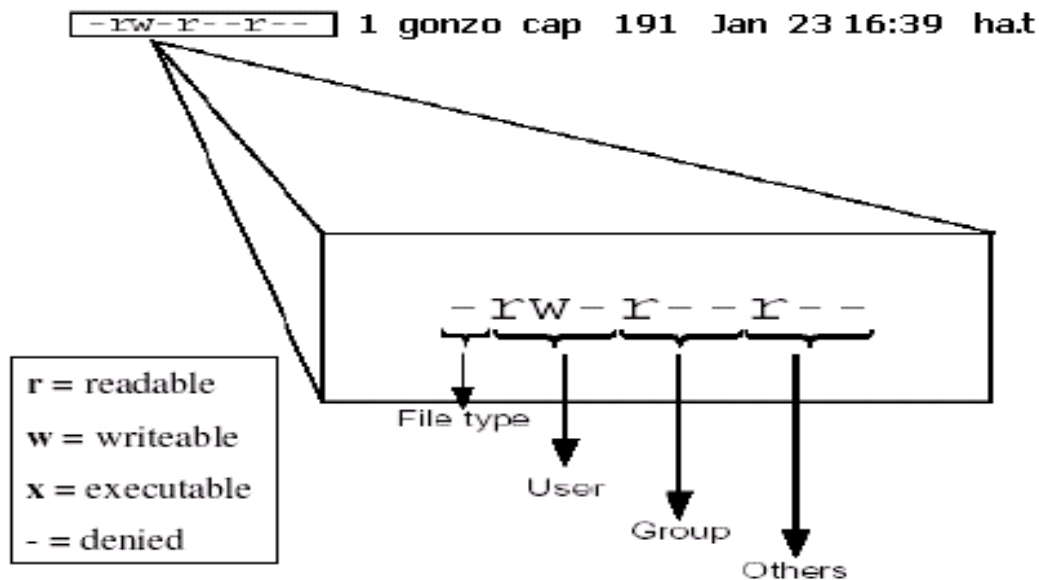 -rw-r--r-- 1 gonzo cap 191 Jan 23 16:39 ha.t
-rw-r--r--
File type
User
Group
Others
r = readable
w = writeable
x = executable
- = denied